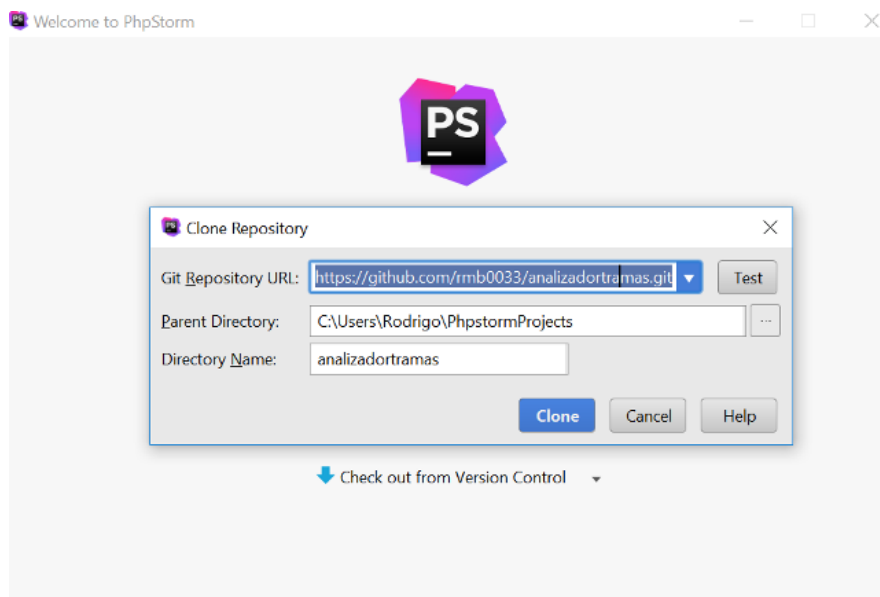 Welcome to PhpStorm
PS
Clone Repository
Git Repository URL: https://github.com/rmb0033/analizadortramas.git Test
Parent Directory: C:\Users\Rodrigo\PhpstormProjects ...
Directory Name: analizadortramas
Clone Cancel Help
Check out from Version Control